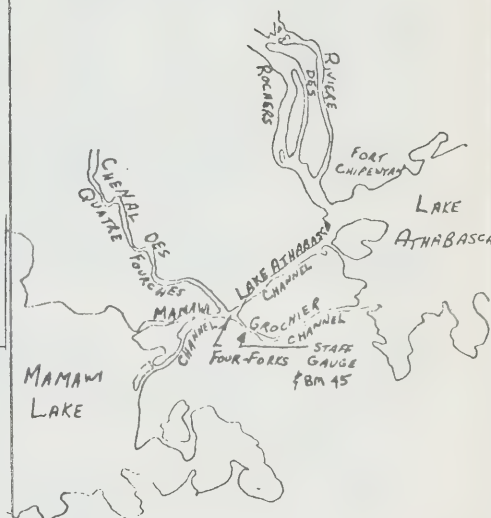 RIVIERE
DES
ROCHERS
FORT
CHIPEWYAN
LAKE
ATHABASCA
CHENAL DES
QUATRE
FOURCHES
LAKE ATHABASCA
CHANNEL
MAMAWI
CHANNEL
GROCHIER
CHANNEL
FOUR-FORKS
STAFF
GAUGE
& BM 45
MAMAWI
LAKE